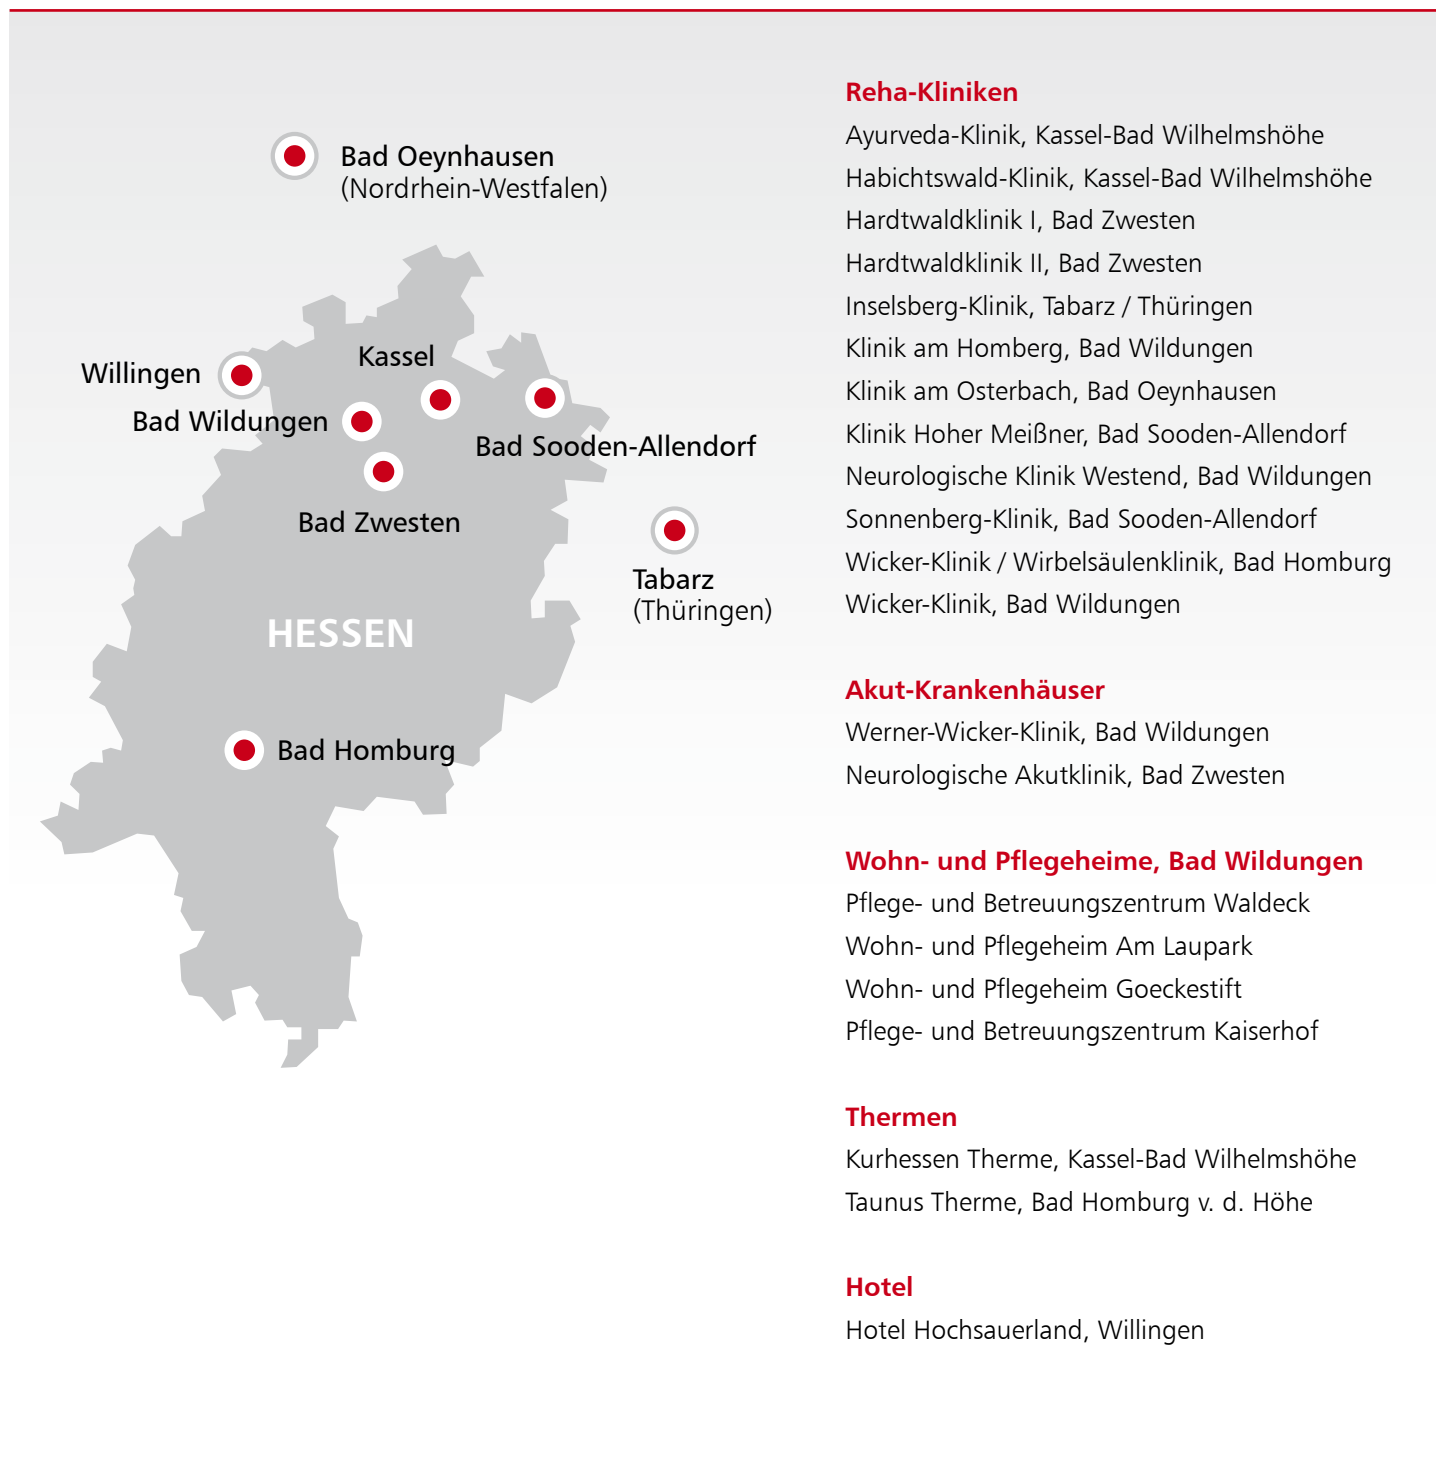 Bad Oeynhausen
(Nordrhein-Westfalen)
Willingen
Kassel
Bad Wildungen
Bad Sooden-Allendorf
Bad Zwesten
Tabarz
(Thüringen)
HESSEN
Bad Homburg
Reha-Kliniken
Ayurveda-Klinik, Kassel-Bad Wilhelmshöhe
Habichtswald-Klinik, Kassel-Bad Wilhelmshöhe
Hardtwaldklinik I, Bad Zwesten
Hardtwaldklinik II, Bad Zwesten
Inselsberg-Klinik, Tabarz / Thüringen
Klinik am Homberg, Bad Wildungen
Klinik am Osterbach, Bad Oeynhausen
Klinik Hoher Meißner, Bad Sooden-Allendorf
Neurologische Klinik Westend, Bad Wildungen
Sonnenberg-Klinik, Bad Sooden-Allendorf
Wicker-Klinik / Wirbelsäulenklinik, Bad Homburg
Wicker-Klinik, Bad Wildungen
Akut-Krankenhäuser
Werner-Wicker-Klinik, Bad Wildungen
Neurologische Akutklinik, Bad Zwesten
Wohn- und Pflegeheime, Bad Wildungen
Pflege- und Betreuungszentrum Waldeck
Wohn- und Pflegeheim Am Laupark
Wohn- und Pflegeheim Goeckestift
Pflege- und Betreuungszentrum Kaiserhof
Thermen
Kurhessen Therme, Kassel-Bad Wilhelmshöhe
Taunus Therme, Bad Homburg v. d. Höhe
Hotel
Hotel Hochsauerland, Willingen